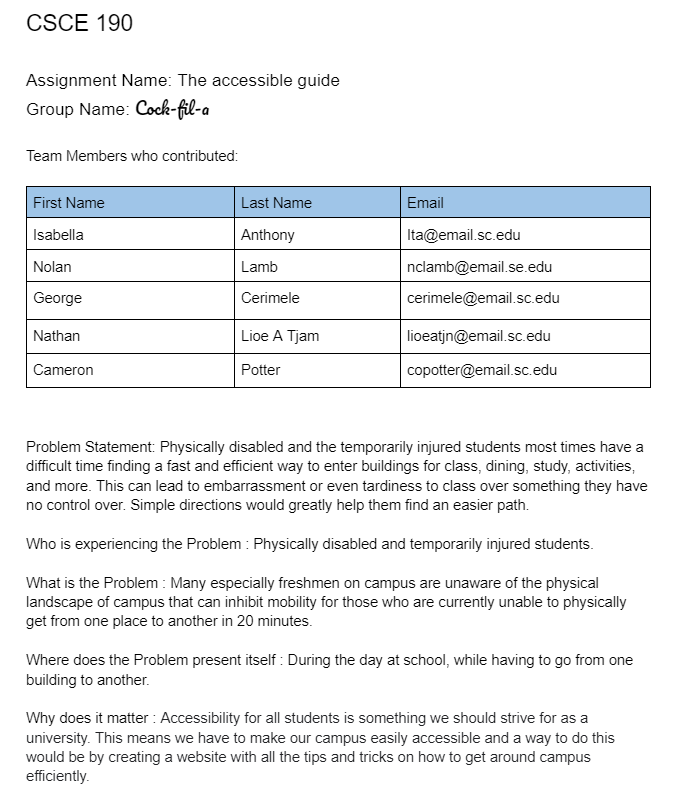 CSCE 190
Assignment Name: The accessible guide
Group Name: Cock-fil-a
Team Members who contributed:
First Name Last Name Email
Isabella Anthony lta@email.sc.edu
Nolan Lamb nclamb@email.se.edu
George Cerimele cerimele@email.sc.edu
Nathan Lioe A Tjam lioeatjn@email.sc.edu
Cameron Potter copotter@email.sc.edu
Problem Statement: Physically disabled and the temporarily injured students most times have a
difficult time finding a fast and efficient way to enter buildings for class, dining, study, activities,
and more. This can lead to embarrassment or even tardiness to class over something they have
no control over. Simple directions would greatly help them find an easier path.
Who is experiencing the Problem : Physically disabled and temporarily injured students.
What is the Problem : Many especially freshmen on campus are unaware of the physical
landscape of campus that can inhibit mobility for those who are currently unable to physically
get from one place to another in 20 minutes.
Where does the Problem present itself : During the day at school, while having to go from one
building to another.
Why does it matter : Accessibility for all students is something we should strive for as a
university. This means we have to make our campus easily accessible and a way to do this
would be by creating a website with all the tips and tricks on how to get around campus
efficiently.